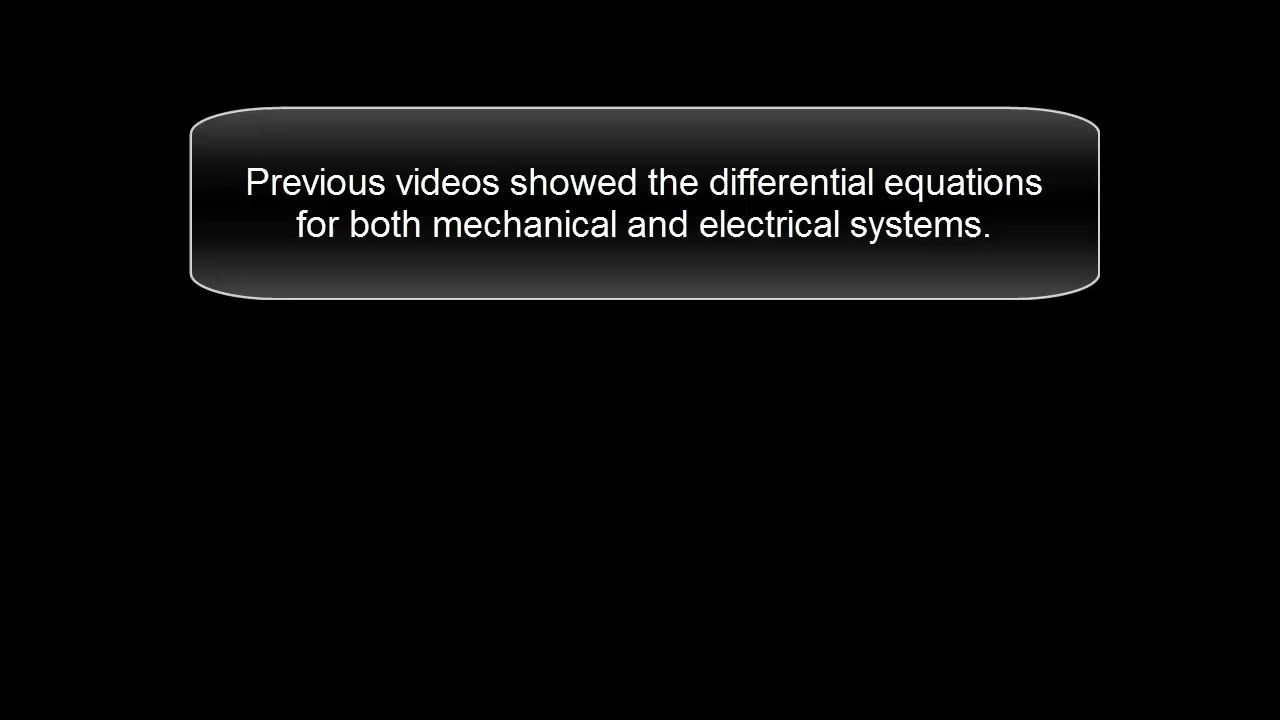 Previous videos showed the differential equations
for both mechanical and electrical systems.